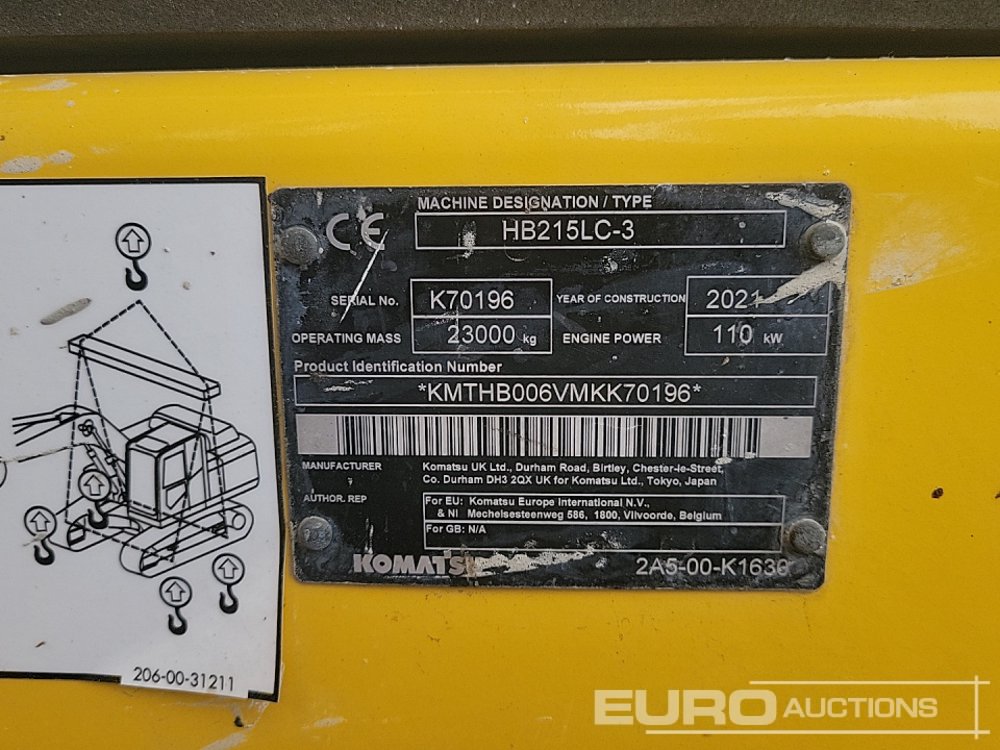 CE
MACHINE DESIGNATION / TYPE
HB215LC-3
SERIAL No. K70196 YEAR OF CONSTRUCTION 2021
OPERATING MASS 23000 kg ENGINE POWER 110 kW
Product Identification Number
*KMTHB006VMKK70196*
MANUFACTURER Komatsu UK Ltd., Durham Road, Birtley, Chester-le-Street,
Co. Durham DH3 2QX UK for Komatsu Ltd., Tokyo, Japan
AUTHOR. REP For EU: Komatsu Europe International N.V.,
& NI Mechelsesteenweg 586, 1800, Vilvoorde, Belgium
For GB: N/A
KOMATSU 2A5-00-K1630
206-00-31211
EURO AUCTIONS